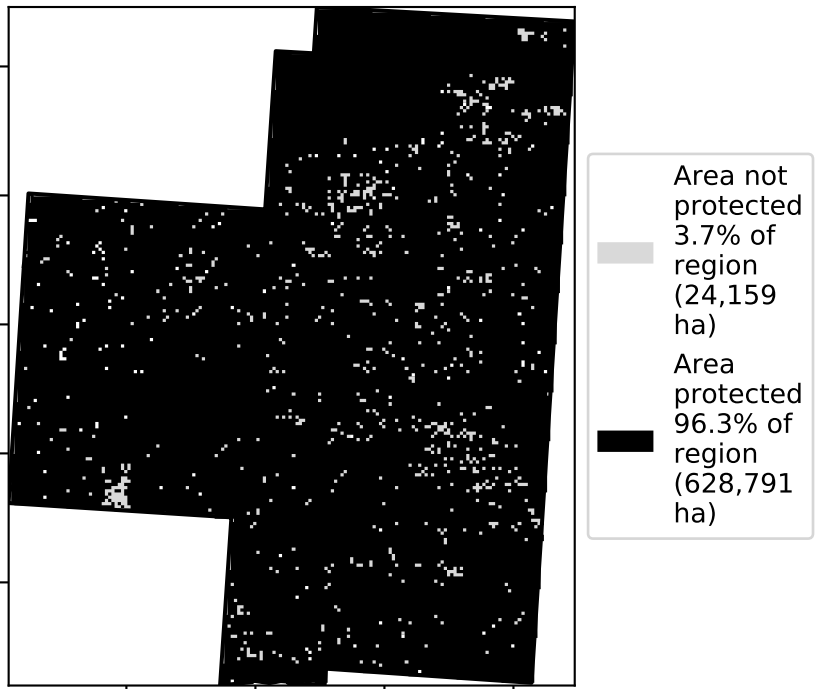 Area not
protected
3.7% of
region
(24,159
ha)
Area
protected
96.3% of
region
(628,791
ha)